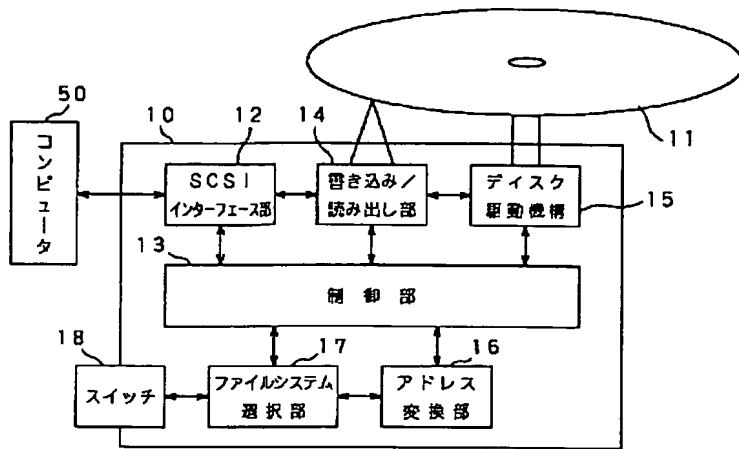 50
コンピュータ
10
12
14
11
SCSI
インターフェース部
書き込み/
読み出し部
ディスク
駆動機構
15
13
制御部
18
17
16
スイッチ
ファイルシステム
選択部
アドレス
変換部